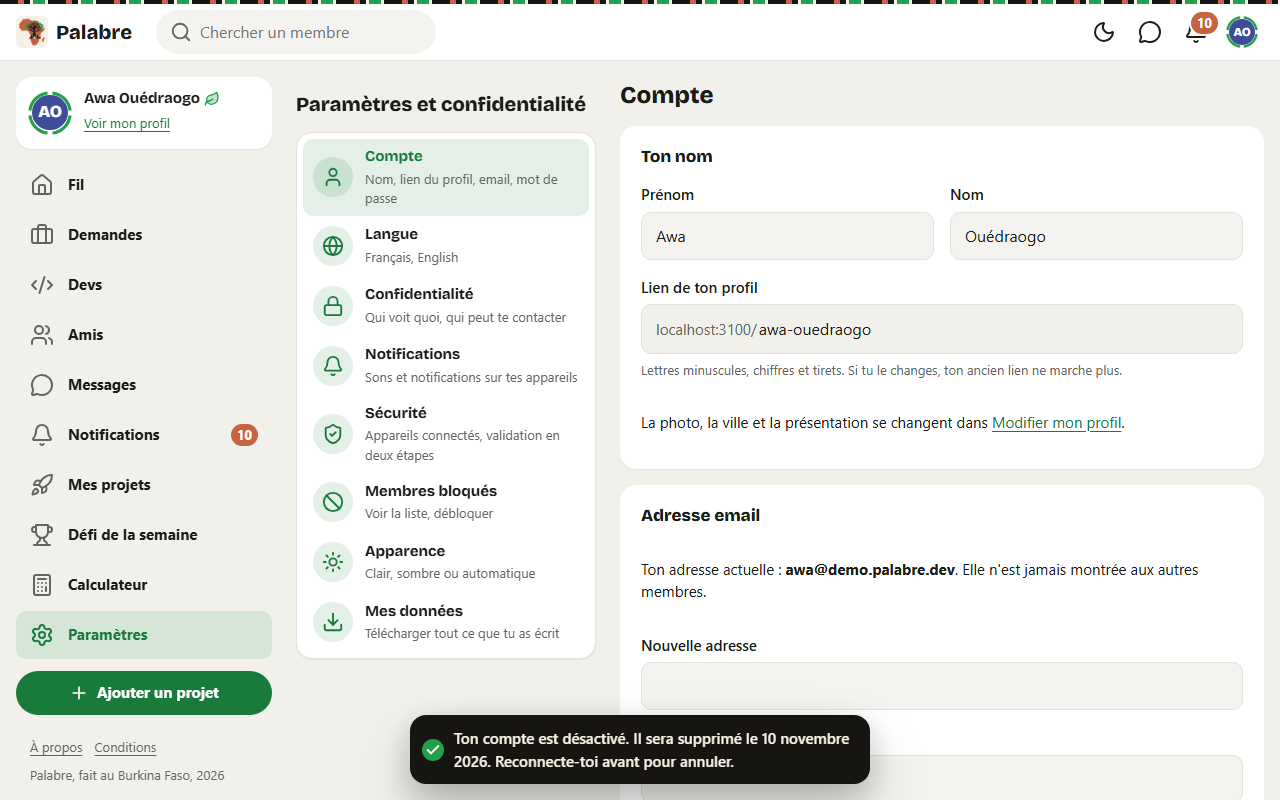 Palabre
Chercher un membre
10
AO
AO
Awa Ouédraogo
Voir mon profil
Fil
Demandes
Devs
Amis
Messages
Notifications
10
Mes projets
Défi de la semaine
Calculateur
Paramètres
+ Ajouter un projet
À propos Conditions
Palabre, fait au Burkina Faso, 2026
Paramètres et confidentialité
Compte
Nom, lien du profil, email, mot de
passe
Langue
Français, English
Confidentialité
Qui voit quoi, qui peut te contacter
Notifications
Sons et notifications sur tes appareils
Sécurité
Appareils connectés, validation en
deux étapes
Membres bloqués
Voir la liste, débloquer
Apparence
Clair, sombre ou automatique
Mes données
Télécharger tout ce que tu as écrit
Compte
Ton nom
Prénom Nom
Awa Ouédraogo
Lien de ton profil
localhost:3100/awa-ouedraogo
Lettres minuscules, chiffres et tirets. Si tu le changes, ton ancien lien ne marche plus.
La photo, la ville et la présentation se changent dans Modifier mon profil.
Adresse email
Ton adresse actuelle : awa@demo.palabre.dev. Elle n'est jamais montrée aux autres
membres.
Nouvelle adresse
Ton compte est désactivé. Il sera supprimé le 10 novembre
2026. Reconnecte-toi avant pour annuler.